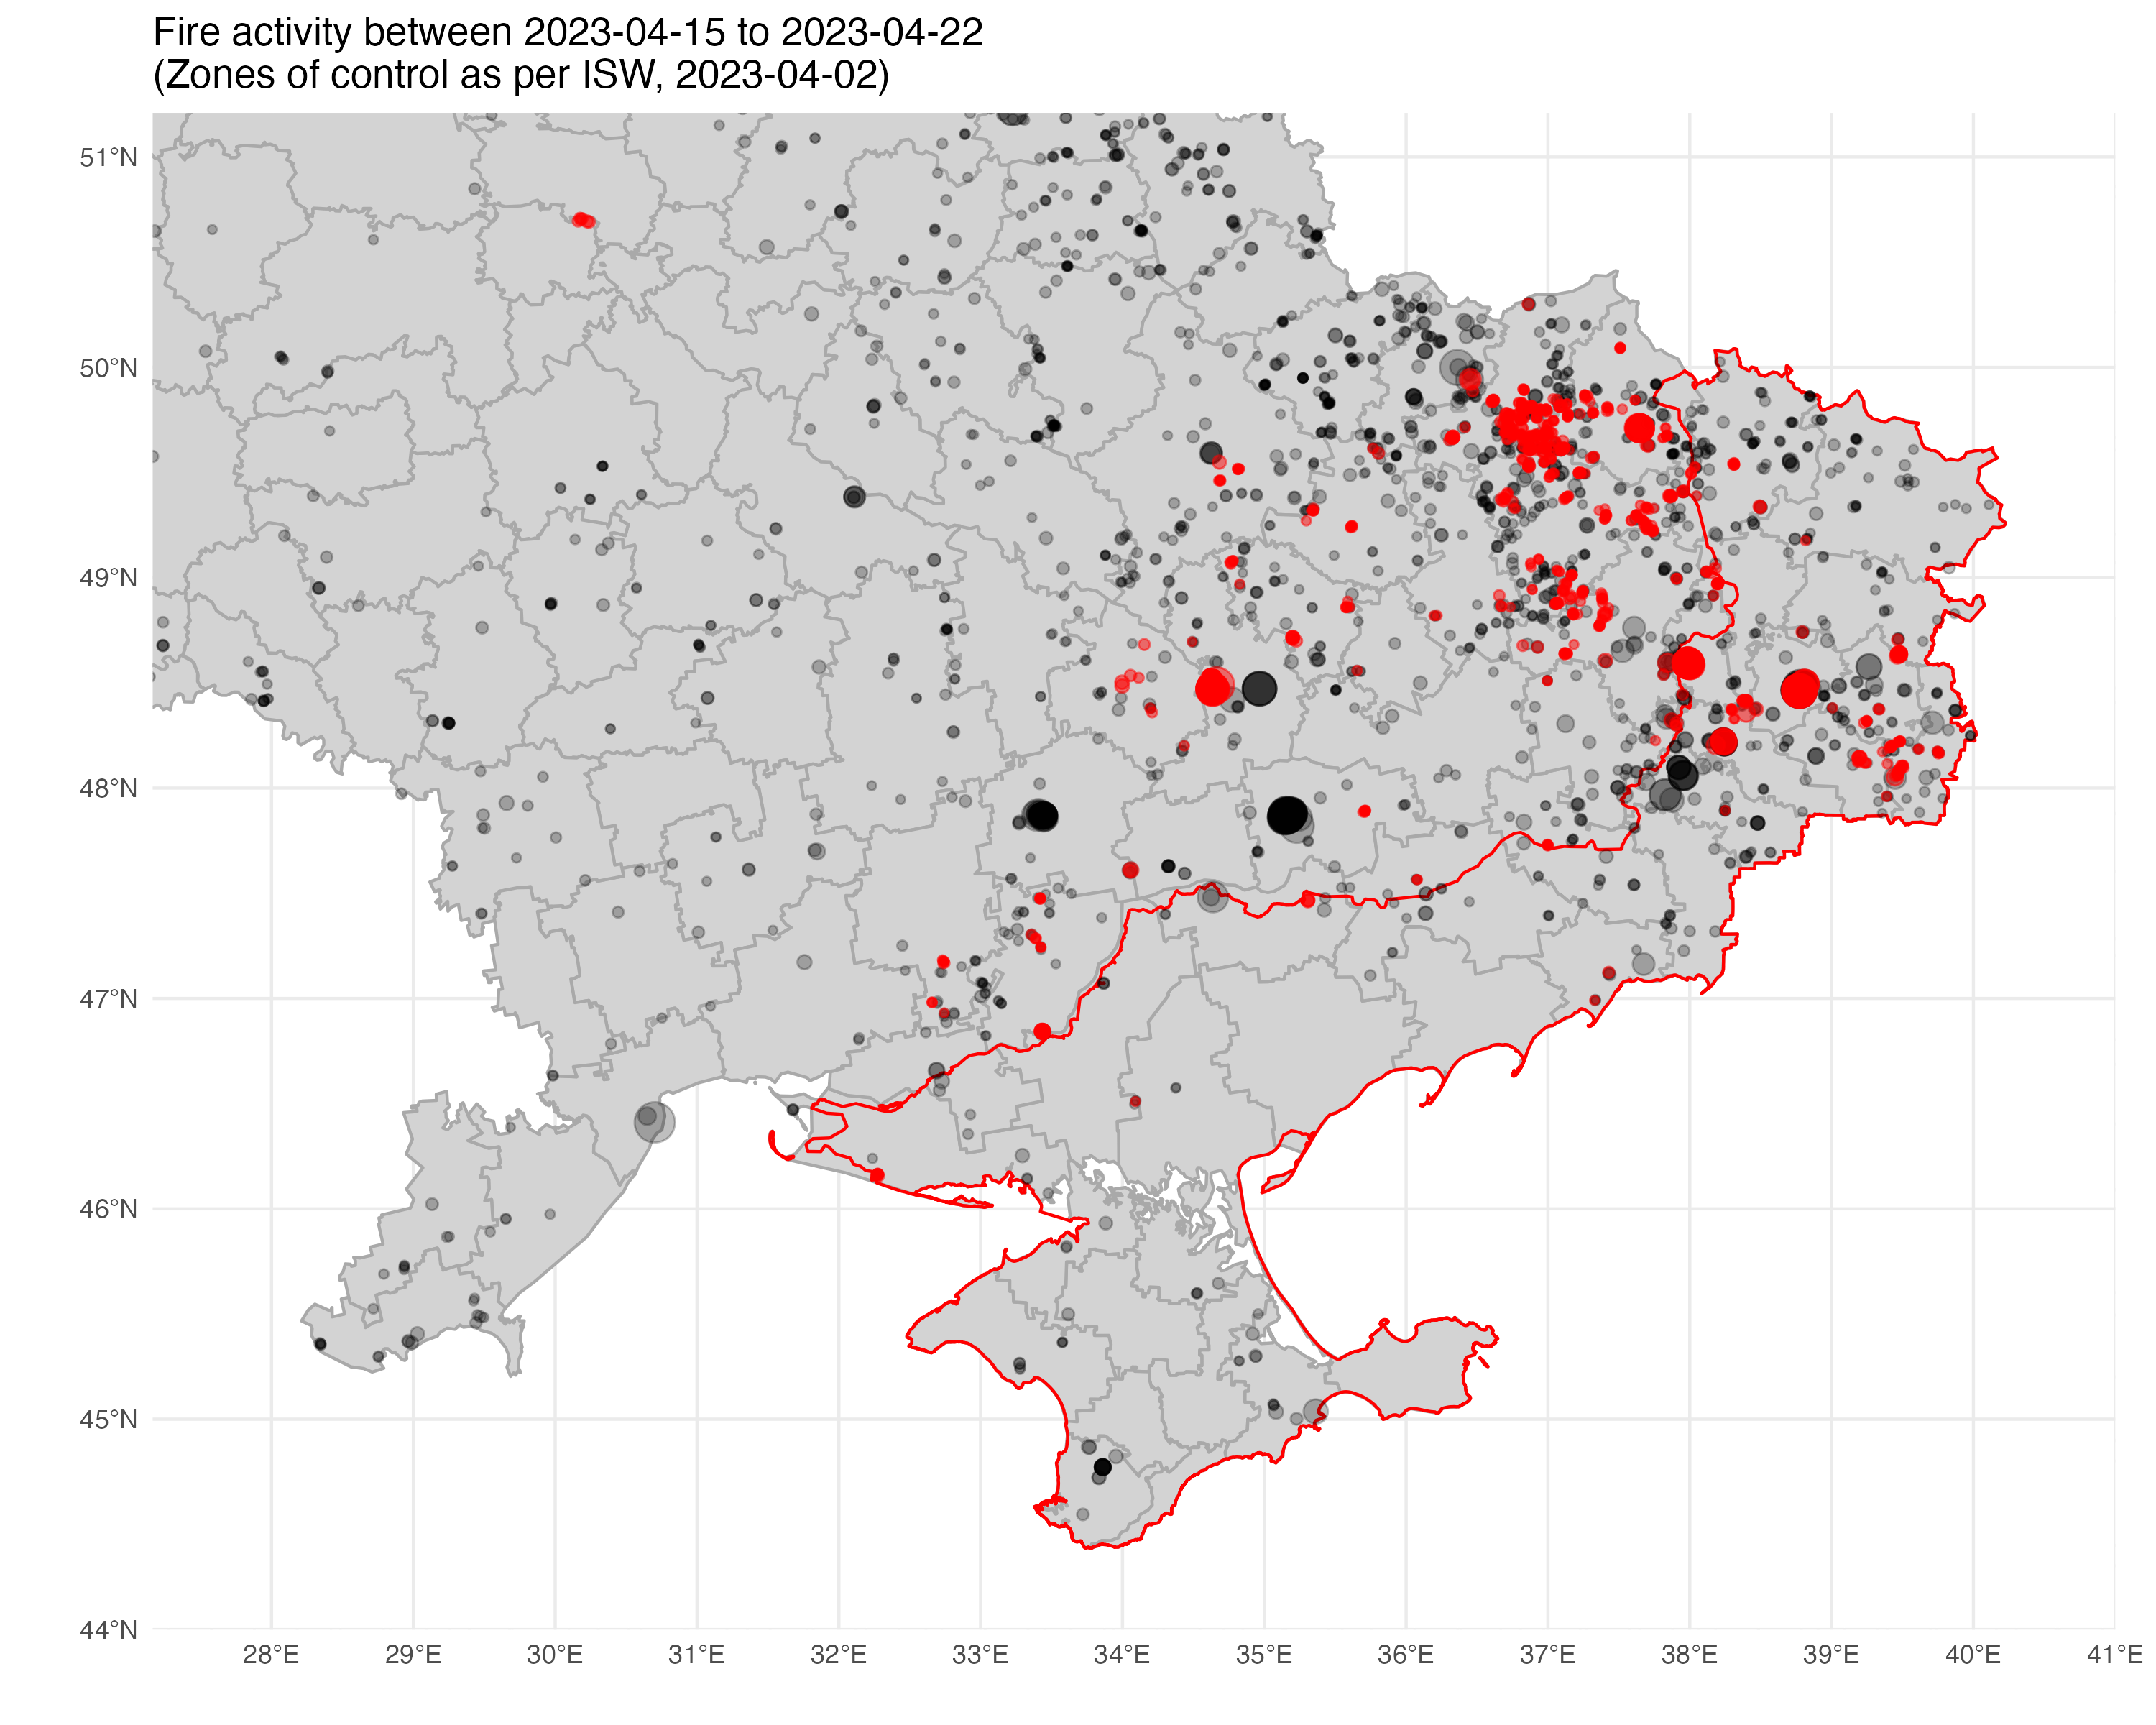 Fire activity between 2023-04-15 to 2023-04-22
(Zones of control as per ISW, 2023-04-02)
51°N
50°N
49°N
48°N
47°N
46°N
45°N
44°N
28°E 29°E 30°E 31°E 32°E 33°E 34°E 35°E 36°E 37°E 38°E 39°E 40°E 41°E